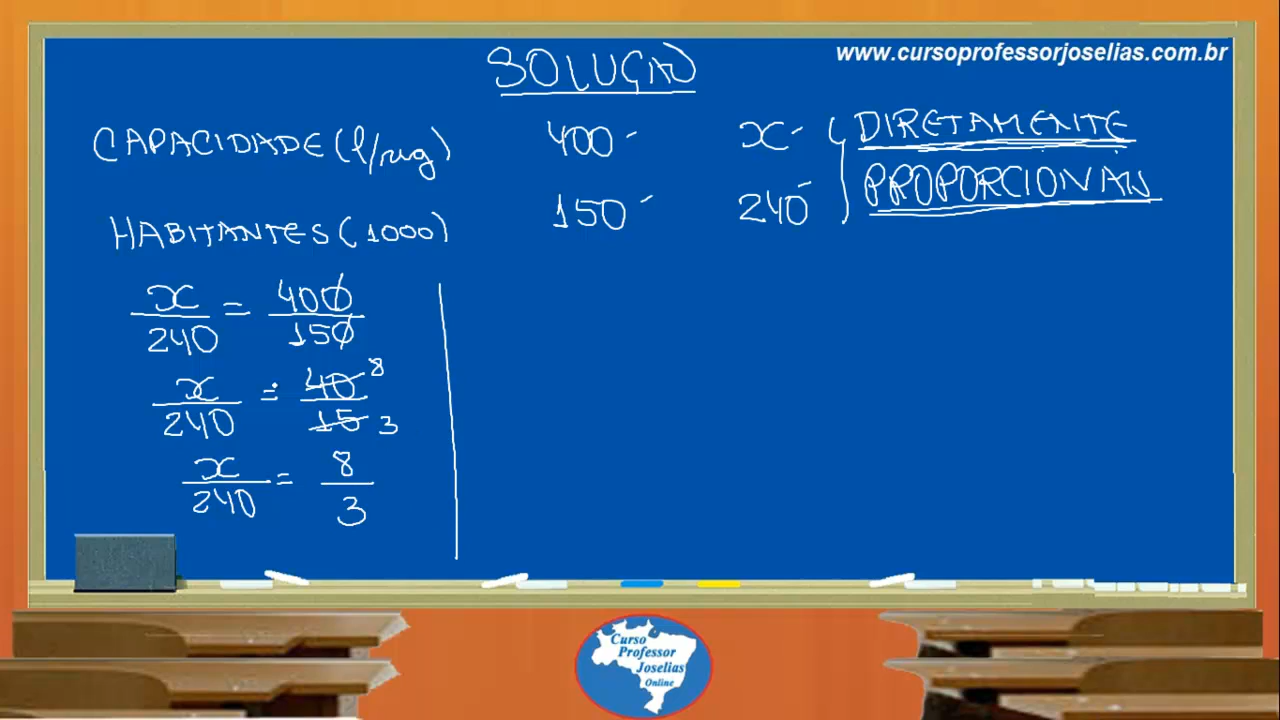 www.cursoprofessorjoselias.com.br
SOLUÇÃO
CAPACIDADE (l/seg) 400 x DIRETAMENTE
HABITANTES (1000) 150 240 PROPORCIONAIS
x/240 = 400/150
x/240 = 40/15 8 3
x/240 = 8/3
Curso
Professor
Joselias
Online